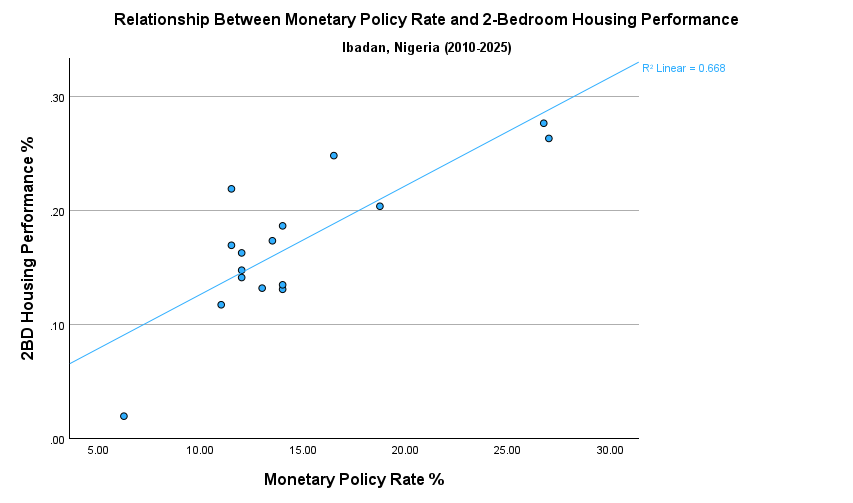 Relationship Between Monetary Policy Rate and 2-Bedroom Housing Performance
Ibadan, Nigeria (2010-2025)
R² Linear = 0.668
.30
.20
.10
.00
2BD Housing Performance %
5.00 10.00 15.00 20.00 25.00 30.00
Monetary Policy Rate %